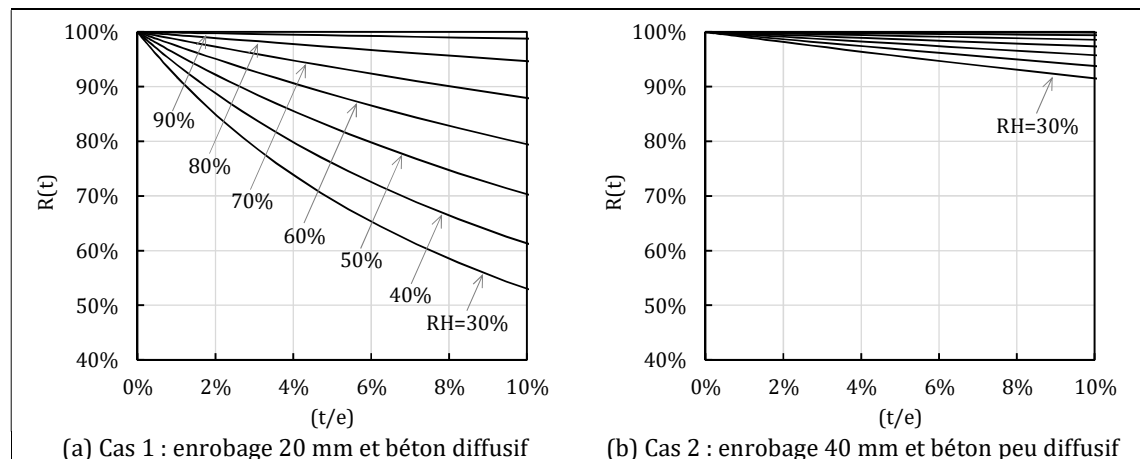 100%
90%
80%
70%
60%
50%
40%
R(t)
90%
80%
70%
60%
50%
40%
RH=30%
0% 2% 4% 6% 8% 10%
(t/e)
(a) Cas 1 : enrobage 20 mm et béton diffusif
100%
90%
80%
70%
60%
50%
40%
R(t)
RH=30%
0% 2% 4% 6% 8% 10%
(t/e)
(b) Cas 2 : enrobage 40 mm et béton peu diffusif